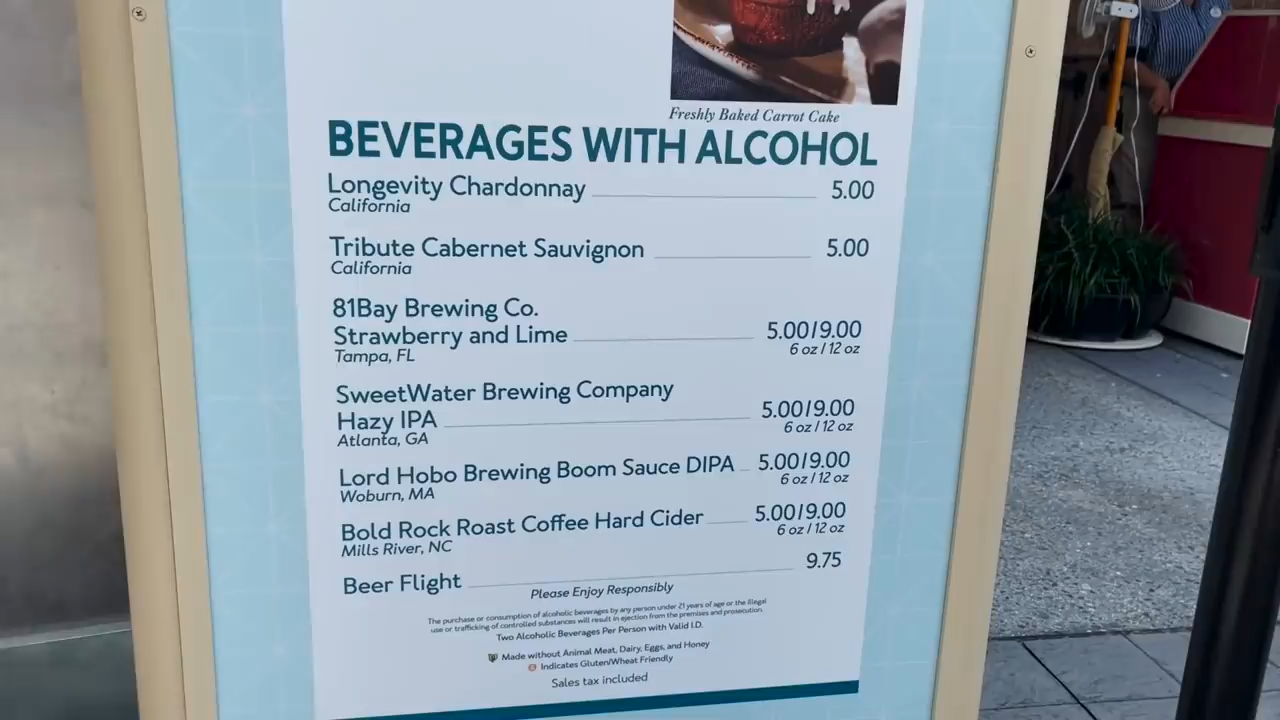 Freshly Baked Carrot Cake
BEVERAGES WITH ALCOHOL
Longevity Chardonnay 5.00
California
Tribute Cabernet Sauvignon 5.00
California
81Bay Brewing Co.
Strawberry and Lime 5.00/9.00
Tampa, FL 6 oz / 12 oz
SweetWater Brewing Company
Hazy IPA 5.00/9.00
Atlanta, GA 6 oz / 12 oz
Lord Hobo Brewing Boom Sauce DIPA 5.00/9.00
Woburn, MA 6 oz / 12 oz
Bold Rock Roast Coffee Hard Cider 5.00/9.00
Mills River, NC 6 oz / 12 oz
Beer Flight 9.75
Please Enjoy Responsibly
The purchase or consumption of alcoholic beverages by any person under 21 years of age or the illegal
use or trafficking of controlled substances will result in ejection from the premises and prosecution.
Two Alcoholic Beverages Per Person with Valid I.D.
Made without Animal Meat, Dairy, Eggs, and Honey
Indicates Gluten/Wheat Friendly
Sales tax included